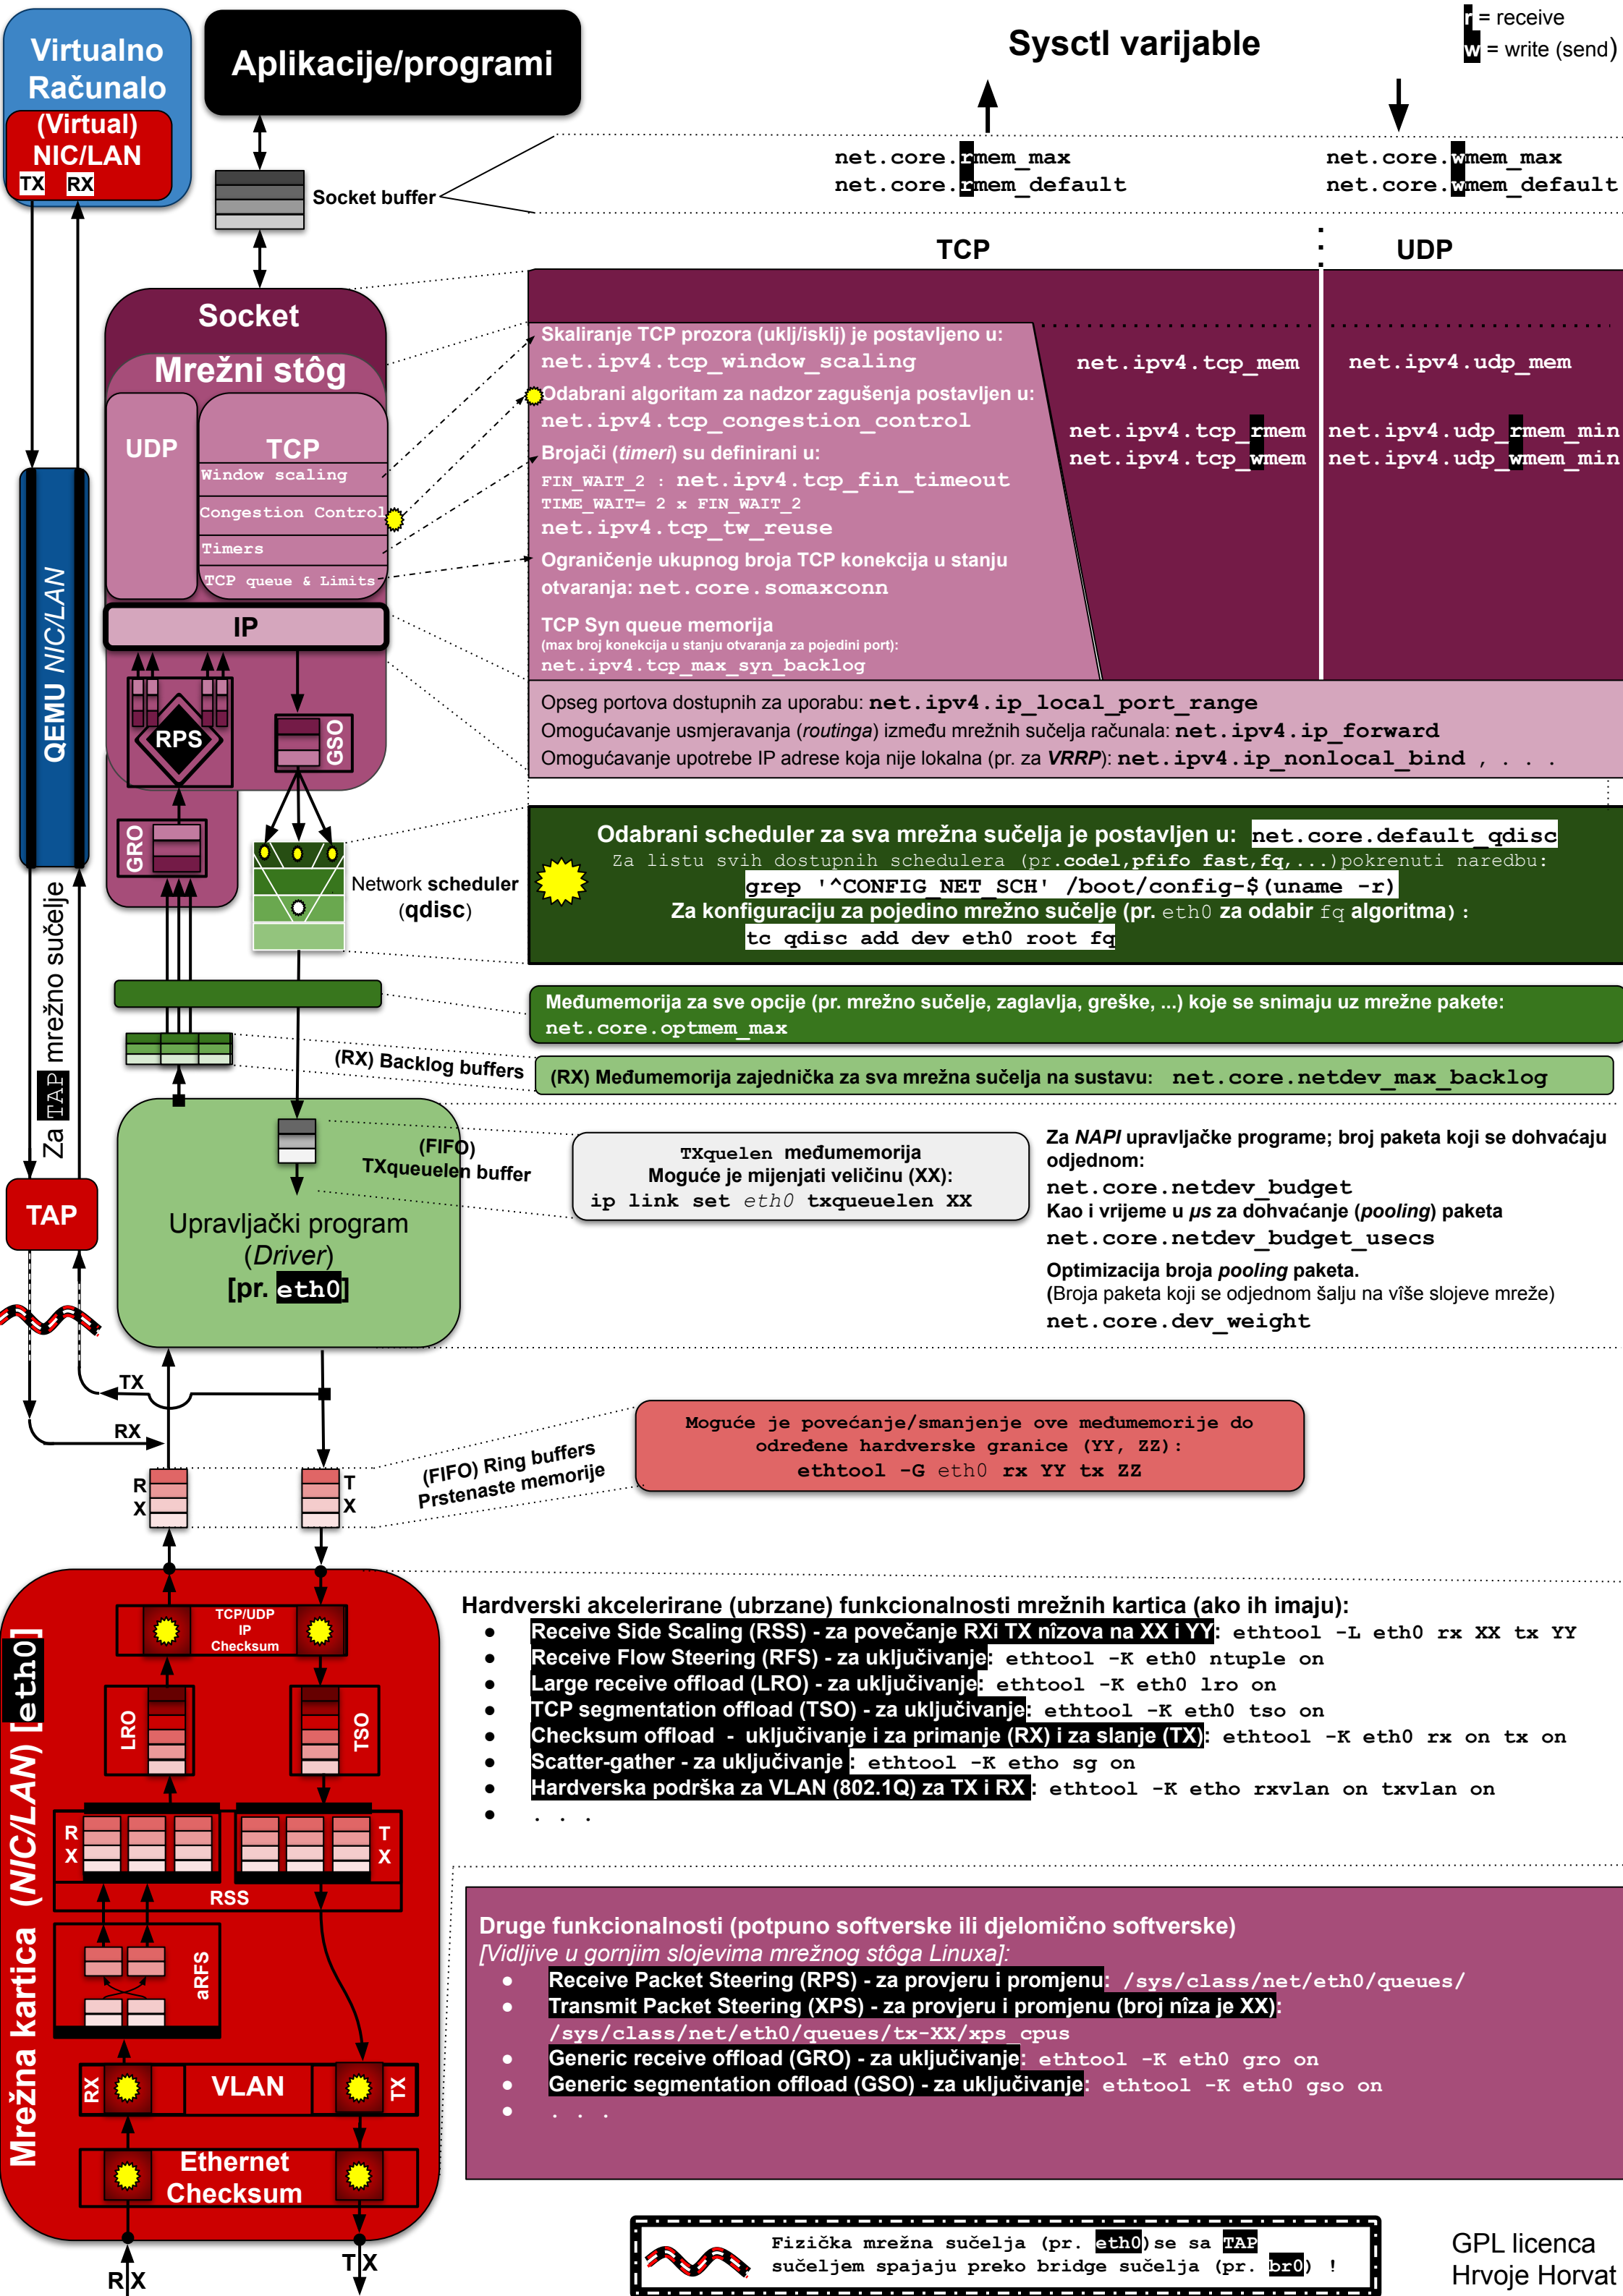 Virtualno
Računalo
(Virtual)
NIC/LAN
TX RX
Aplikacije/programi
Sysctl varijable
r = receive
w = write (send)
Socket buffer
net.core.rmem_max
net.core.rmem_default
net.core.wmem_max
net.core.wmem_default
TCP
UDP
Socket
Mrežni stôg
UDP
TCP
Window scaling
Congestion Control
Timers
TCP queue & Limits
IP
RPS
GSO
GRO
Skaliranje TCP prozora (uklj/isklj) je postavljeno u:
net.ipv4.tcp_window_scaling
Odabrani algoritam za nadzor zagušenja postavljen u:
net.ipv4.tcp_congestion_control
Brojači (timeri) su definirani u:
FIN_WAIT_2 : net.ipv4.tcp_fin_timeout
TIME_WAIT= 2 x FIN_WAIT_2
net.ipv4.tcp_tw_reuse
Ograničenje ukupnog broja TCP konekcija u stanju
otvaranja: net.core.somaxconn
TCP Syn queue memorija
(max broj konekcija u stanju otvaranja za pojedini port):
net.ipv4.tcp_max_syn_backlog
net.ipv4.tcp_mem
net.ipv4.tcp_rmem
net.ipv4.tcp_wmem
net.ipv4.udp_mem
net.ipv4.udp_rmem_min
net.ipv4.udp_wmem_min
Opseg portova dostupnih za uporabu: net.ipv4.ip_local_port_range
Omogućavanje usmjeravanja (routinga) između mrežnih sučelja računala: net.ipv4.ip_forward
Omogućavanje upotrebe IP adrese koja nije lokalna (pr. za VRRP): net.ipv4.ip_nonlocal_bind , . . .
QEMU NIC/LAN
Za TAP mrežno sučelje
Network scheduler
(qdisc)
Odabrani scheduler za sva mrežna sučelja je postavljen u: net.core.default_qdisc
Za listu svih dostupnih schedulera (pr.codel,pfifo fast,fq,...)pokrenuti naredbu:
grep '^CONFIG_NET_SCH' /boot/config-$(uname -r)
Za konfiguraciju za pojedino mrežno sučelje (pr. eth0 za odabir fq algoritma):
tc qdisc add dev eth0 root fq
Međumemorija za sve opcije (pr. mrežno sučelje, zaglavlja, greške, ...) koje se snimaju uz mrežne pakete:
net.core.optmem_max
(RX) Backlog buffers
(RX) Međumemorija zajednička za sva mrežna sučelja na sustavu: net.core.netdev_max_backlog
(FIFO)
TXqueuelen buffer
TXquelen međumemorija
Moguće je mijenjati veličinu (XX):
ip link set eth0 txqueuelen XX
Za NAPI upravljačke programe; broj paketa koji se dohvaćaju
odjednom:
net.core.netdev_budget
Kao i vrijeme u µs za dohvaćanje (pooling) paketa
net.core.netdev_budget_usecs
Optimizacija broja pooling paketa.
(Broja paketa koji se odjednom šalju na vîše slojeve mreže)
net.core.dev_weight
TAP
Upravljački program
(Driver)
[pr. eth0]
TX
RX
RX
TX
(FIFO) Ring buffers
Prstenaste memorije
Moguće je povećanje/smanjenje ove međumemorije do
određene hardverske granice (YY, ZZ):
ethtool -G eth0 rx YY tx ZZ
Mrežna kartica (NIC/LAN) [eth0]
TCP/UDP
IP
Checksum
LRO
TSO
RX
TX
RSS
aRFS
RX
VLAN
TX
Ethernet
Checksum
RX
TX
Hardverski akcelerirane (ubrzane) funkcionalnosti mrežnih kartica (ako ih imaju):
● Receive Side Scaling (RSS) - za povečanje RXi TX nîzova na XX i YY: ethtool -L eth0 rx XX tx YY
● Receive Flow Steering (RFS) - za uključivanje: ethtool -K eth0 ntuple on
● Large receive offload (LRO) - za uključivanje: ethtool -K eth0 lro on
● TCP segmentation offload (TSO) - za uključivanje: ethtool -K eth0 tso on
● Checksum offload - uključivanje i za primanje (RX) i za slanje (TX): ethtool -K eth0 rx on tx on
● Scatter-gather - za uključivanje : ethtool -K etho sg on
● Hardverska podrška za VLAN (802.1Q) za TX i RX : ethtool -K etho rxvlan on txvlan on
● . . .
Druge funkcionalnosti (potpuno softverske ili djelomično softverske)
[Vidljive u gornjim slojevima mrežnog stôga Linuxa]:
● Receive Packet Steering (RPS) - za provjeru i promjenu: /sys/class/net/eth0/queues/
● Transmit Packet Steering (XPS) - za provjeru i promjenu (broj nîza je XX):
/sys/class/net/eth0/queues/tx-XX/xps_cpus
● Generic receive offload (GRO) - za uključivanje: ethtool -K eth0 gro on
● Generic segmentation offload (GSO) - za uključivanje: ethtool -K eth0 gso on
● . . .
Fizička mrežna sučelja (pr. eth0)se sa TAP
sučeljem spajaju preko bridge sučelja (pr. br0) !
GPL licenca
Hrvoje Horvat